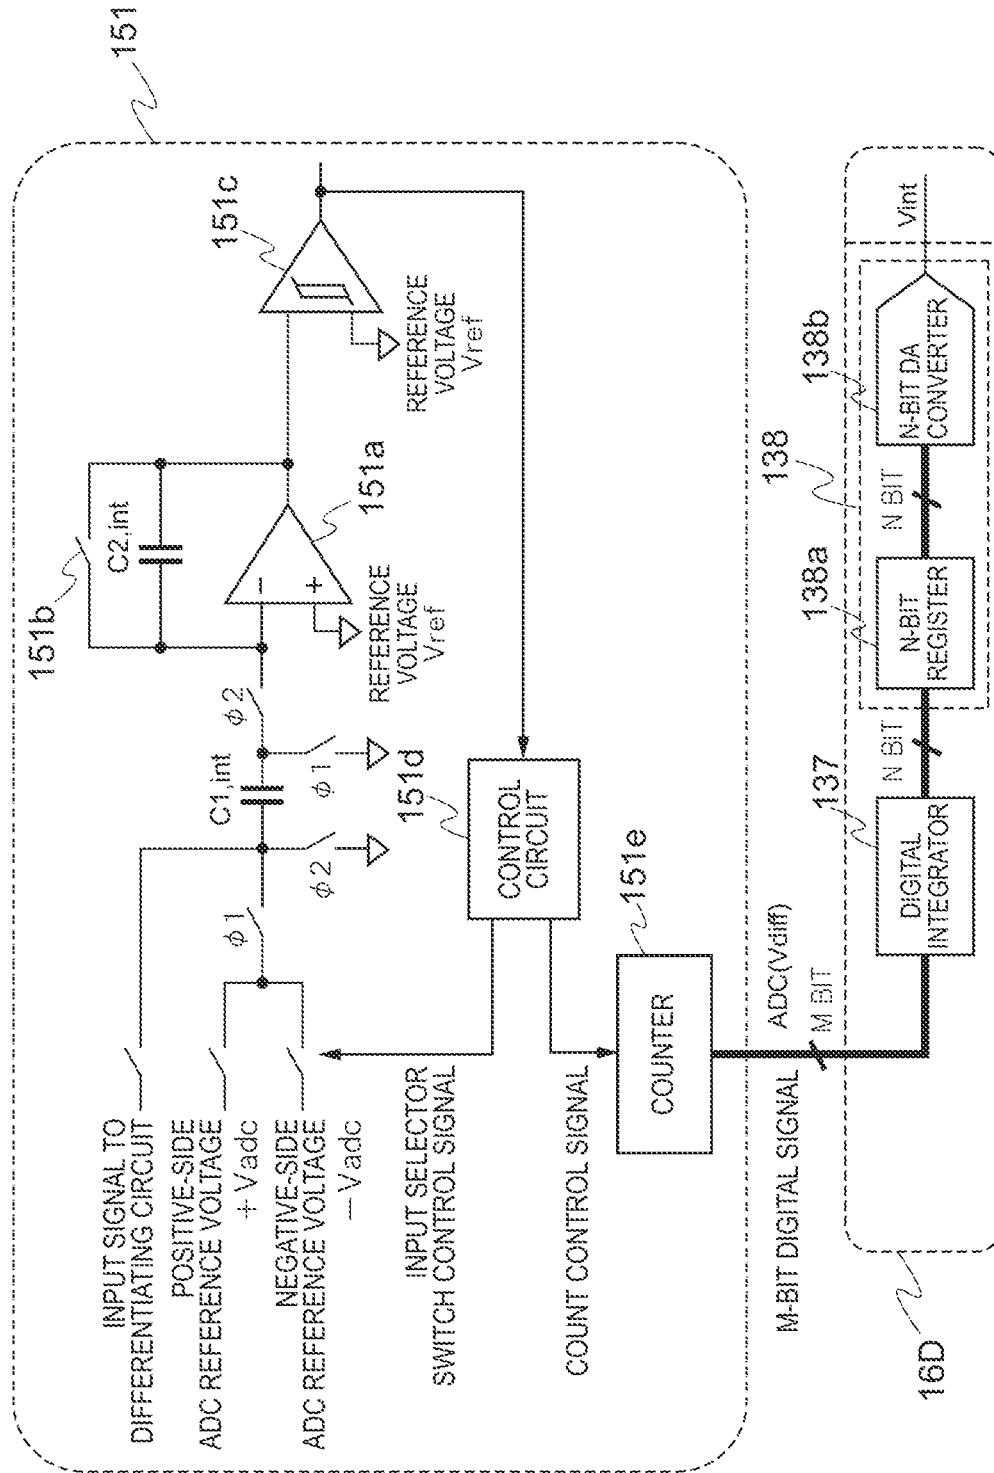 151
INPUT SIGNAL TO
DIFFERENTIATING CIRCUIT
POSITIVE-SIDE
ADC REFERENCE VOLTAGE
+Vadc
NEGATIVE-SIDE
ADC REFERENCE VOLTAGE
−Vadc
ϕ1
ϕ2
C1,int
ϕ1
ϕ2
151b
C2,int
−
+
151a
REFERENCE
VOLTAGE
Vref
151c
REFERENCE
VOLTAGE
Vref
INPUT SELECTOR
SWITCH CONTROL SIGNAL
151d
CONTROL
CIRCUIT
COUNT CONTROL SIGNAL
151e
COUNTER
M-BIT DIGITAL SIGNAL
ADC(Vdiff)
M BIT
16D
137
DIGITAL
INTEGRATOR
N BIT
138
138a
N-BIT
REGISTER
N BIT
138b
N-BIT DA
CONVERTER
Vint